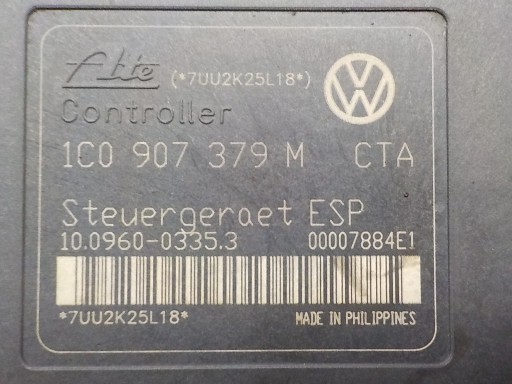 Ate (*7UU2K25L18*)
Controller
1C0 907 379 M CTA
Steuergeraet ESP
10.0960-0335.3 00007884E1
*7UU2K25L18* MADE IN PHILIPPINES